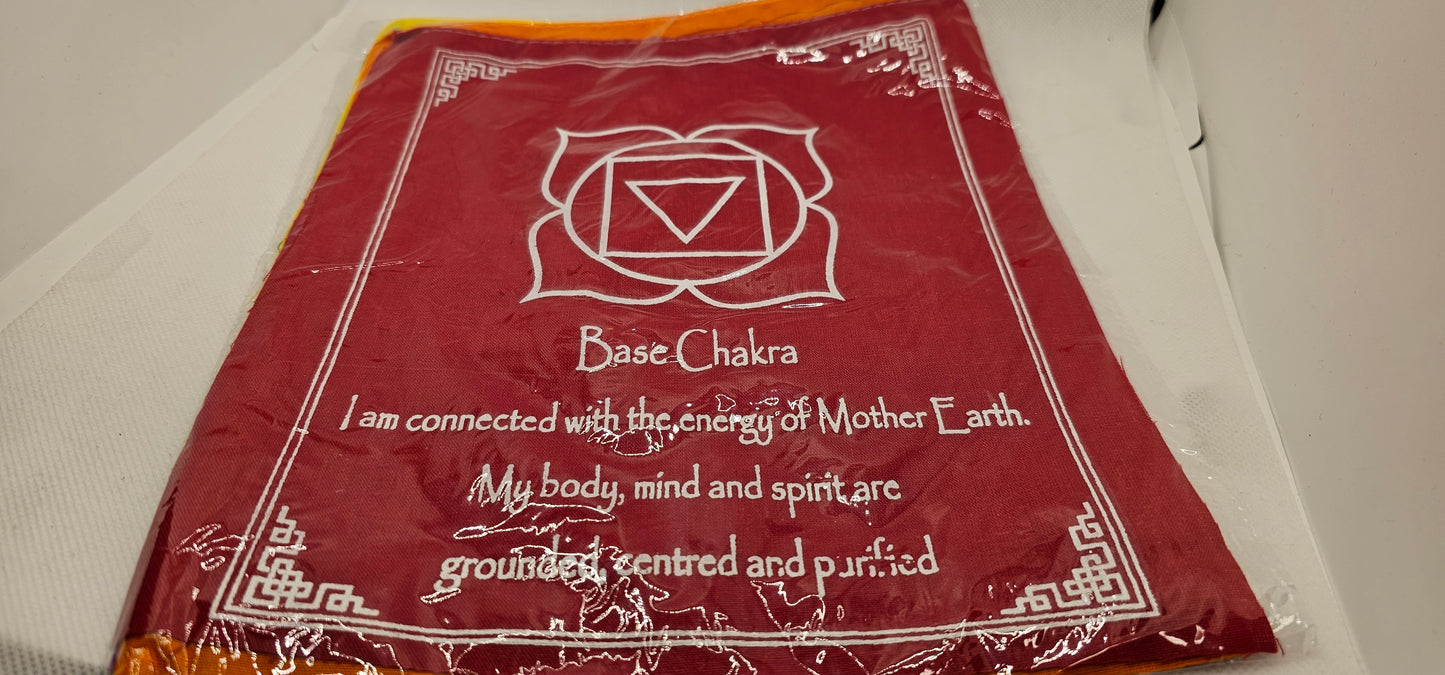 Base Chakra
I am connected with the energy of Mother Earth.
My body, mind and spirit are
grounded, centred and purified